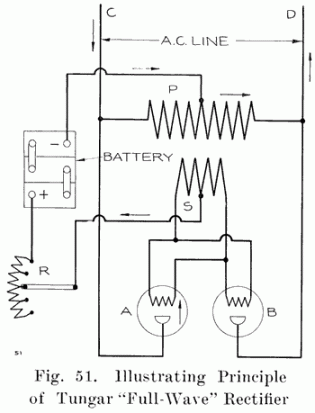 C
D
A.C. LINE
P
-
BATTERY
+
S
R
A
B
51
Fig. 51. Illustrating Principle
of Tungar "Full-Wave" Rectifier